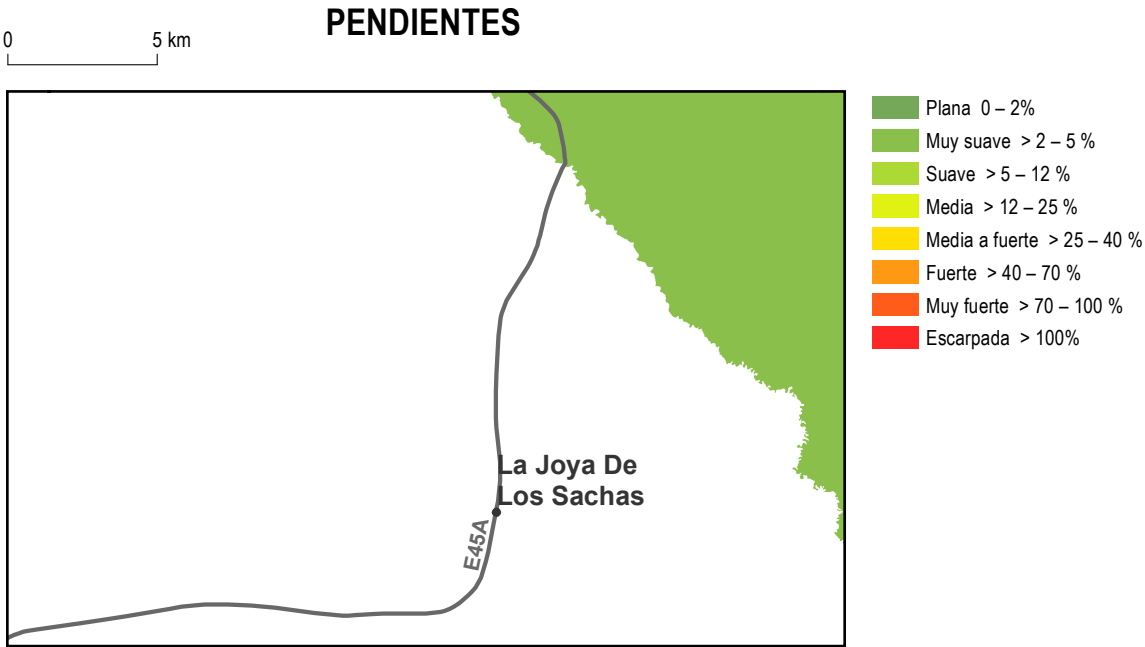 PENDIENTES
0 5 km
Plana 0 – 2%
Muy suave > 2 – 5 %
Suave > 5 – 12 %
Media > 12 – 25 %
Media a fuerte > 25 – 40 %
Fuerte > 40 – 70 %
Muy fuerte > 70 – 100 %
Escarpada > 100%
La Joya De
Los Sachas
E45A